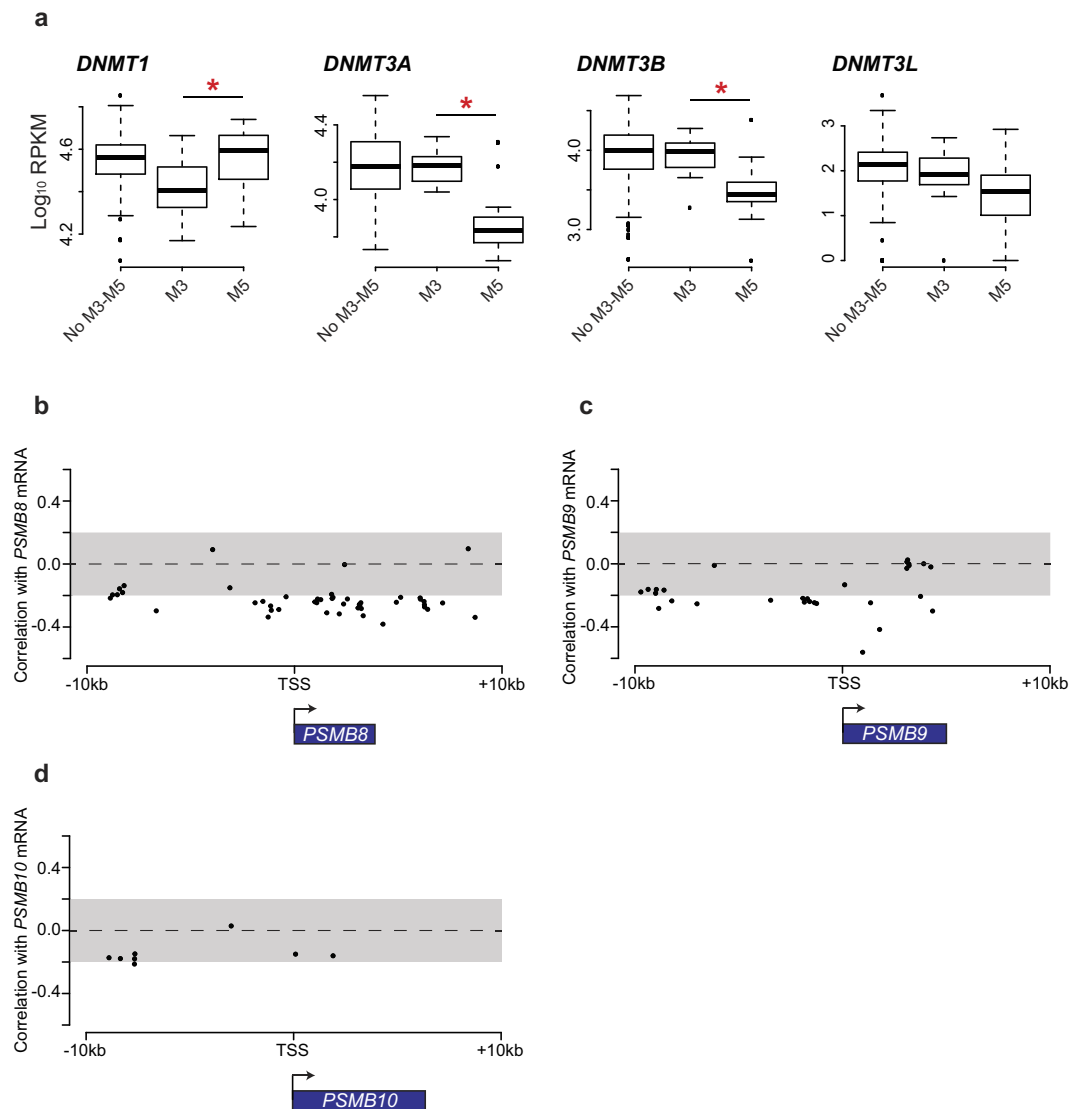 a
DNMT1
DNMT3A
DNMT3B
DNMT3L
Log10 RPKM
4.6
4.2
No M3-M5
M3
M5
*
4.4
4.0
No M3-M5
M3
M5
*
4.0
3.0
No M3-M5
M3
M5
*
3
2
1
0
No M3-M5
M3
M5
b
Correlation with PSMB8 mRNA
0.4
0.0
-0.4
-10kb
TSS
+10kb
PSMB8
c
Correlation with PSMB9 mRNA
0.4
0.0
-0.4
-10kb
TSS
+10kb
PSMB9
d
Correlation with PSMB10 mRNA
0.4
0.0
-0.4
-10kb
TSS
+10kb
PSMB10